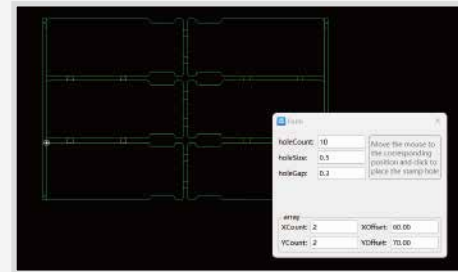 Form
holeCount: 10
holeSize: 0.5
holeGap: 0.3
Move the mouse to
the corresponding
position and click to
place the stamp hole
array
XCount: 2
XOffset: 60.00
YCount: 2
YOffset: 70.00